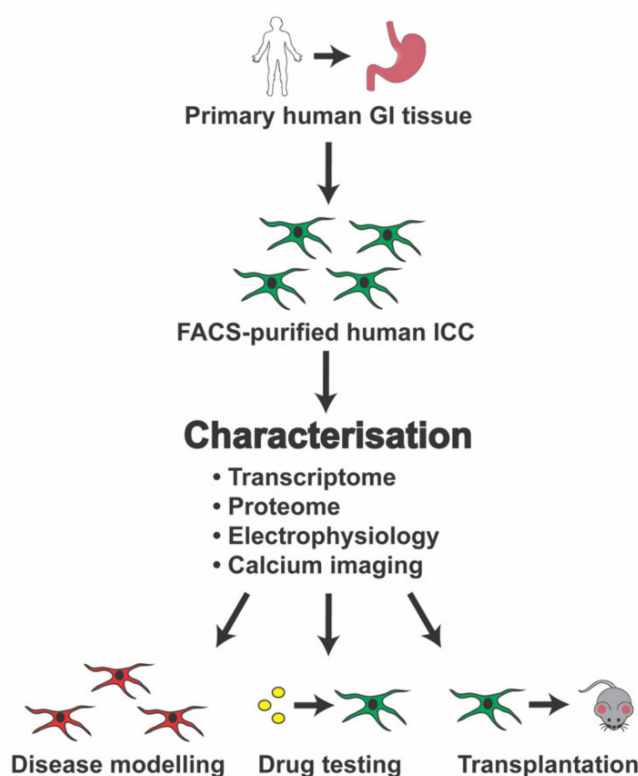 Primary human GI tissue
FACS-purified human ICC
Characterisation
• Transcriptome
• Proteome
• Electrophysiology
• Calcium imaging
Disease modelling
Drug testing
Transplantation